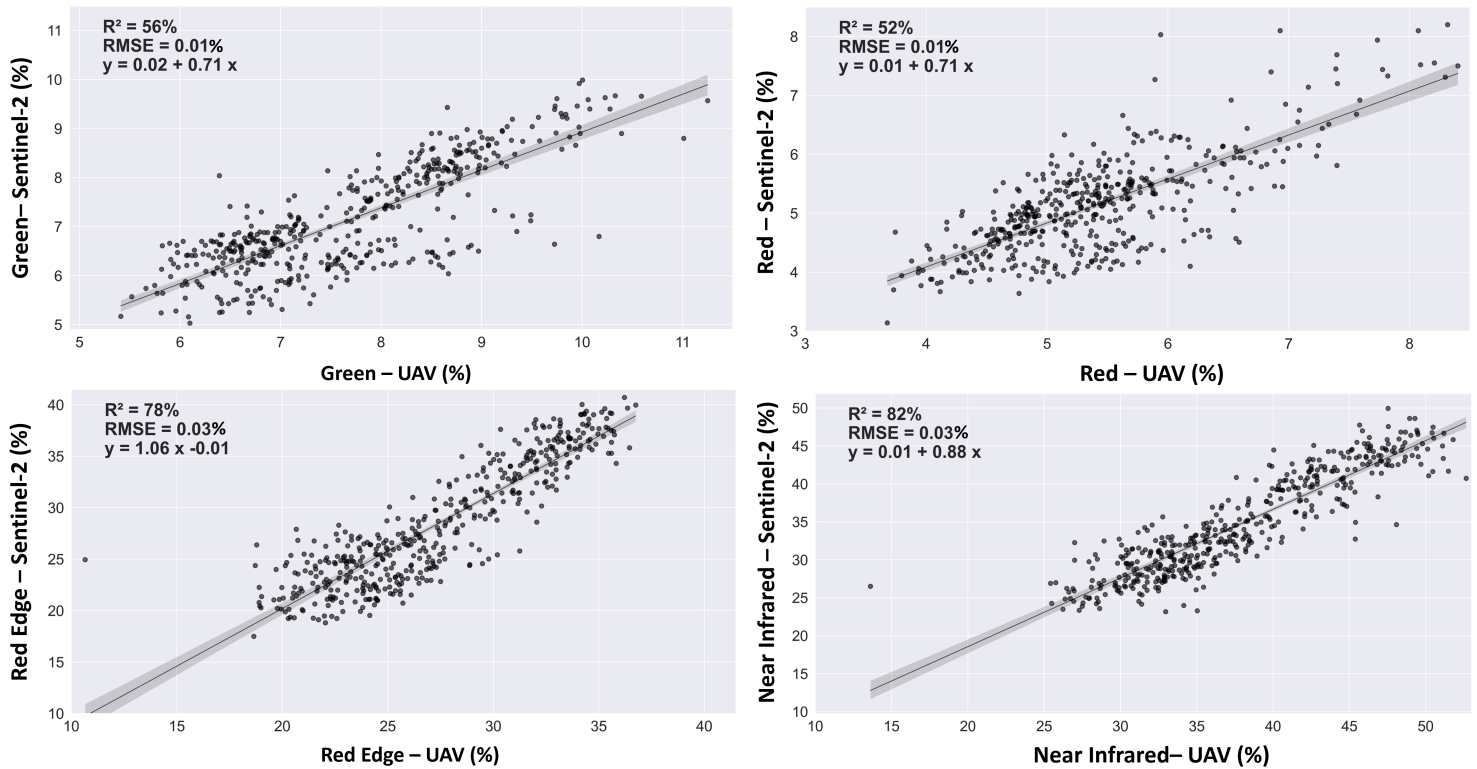 R² = 56%
RMSE = 0.01%
y = 0.02 + 0.71 x
Green– Sentinel-2 (%)
11
10
9
8
7
6
5
5 6 7 8 9 10 11
Green – UAV (%)
R² = 52%
RMSE = 0.01%
y = 0.01 + 0.71 x
Red – Sentinel-2 (%)
8
7
6
5
4
3
3 4 5 6 7 8
Red – UAV (%)
R² = 78%
RMSE = 0.03%
y = 1.06 x -0.01
Red Edge – Sentinel-2 (%)
40
35
30
25
20
15
10
10 15 20 25 30 35 40
Red Edge – UAV (%)
R² = 82%
RMSE = 0.03%
y = 0.01 + 0.88 x
Near Infrared – Sentinel-2 (%)
50
45
40
35
30
25
20
15
10
10 15 20 25 30 35 40 45 50
Near Infrared– UAV (%)